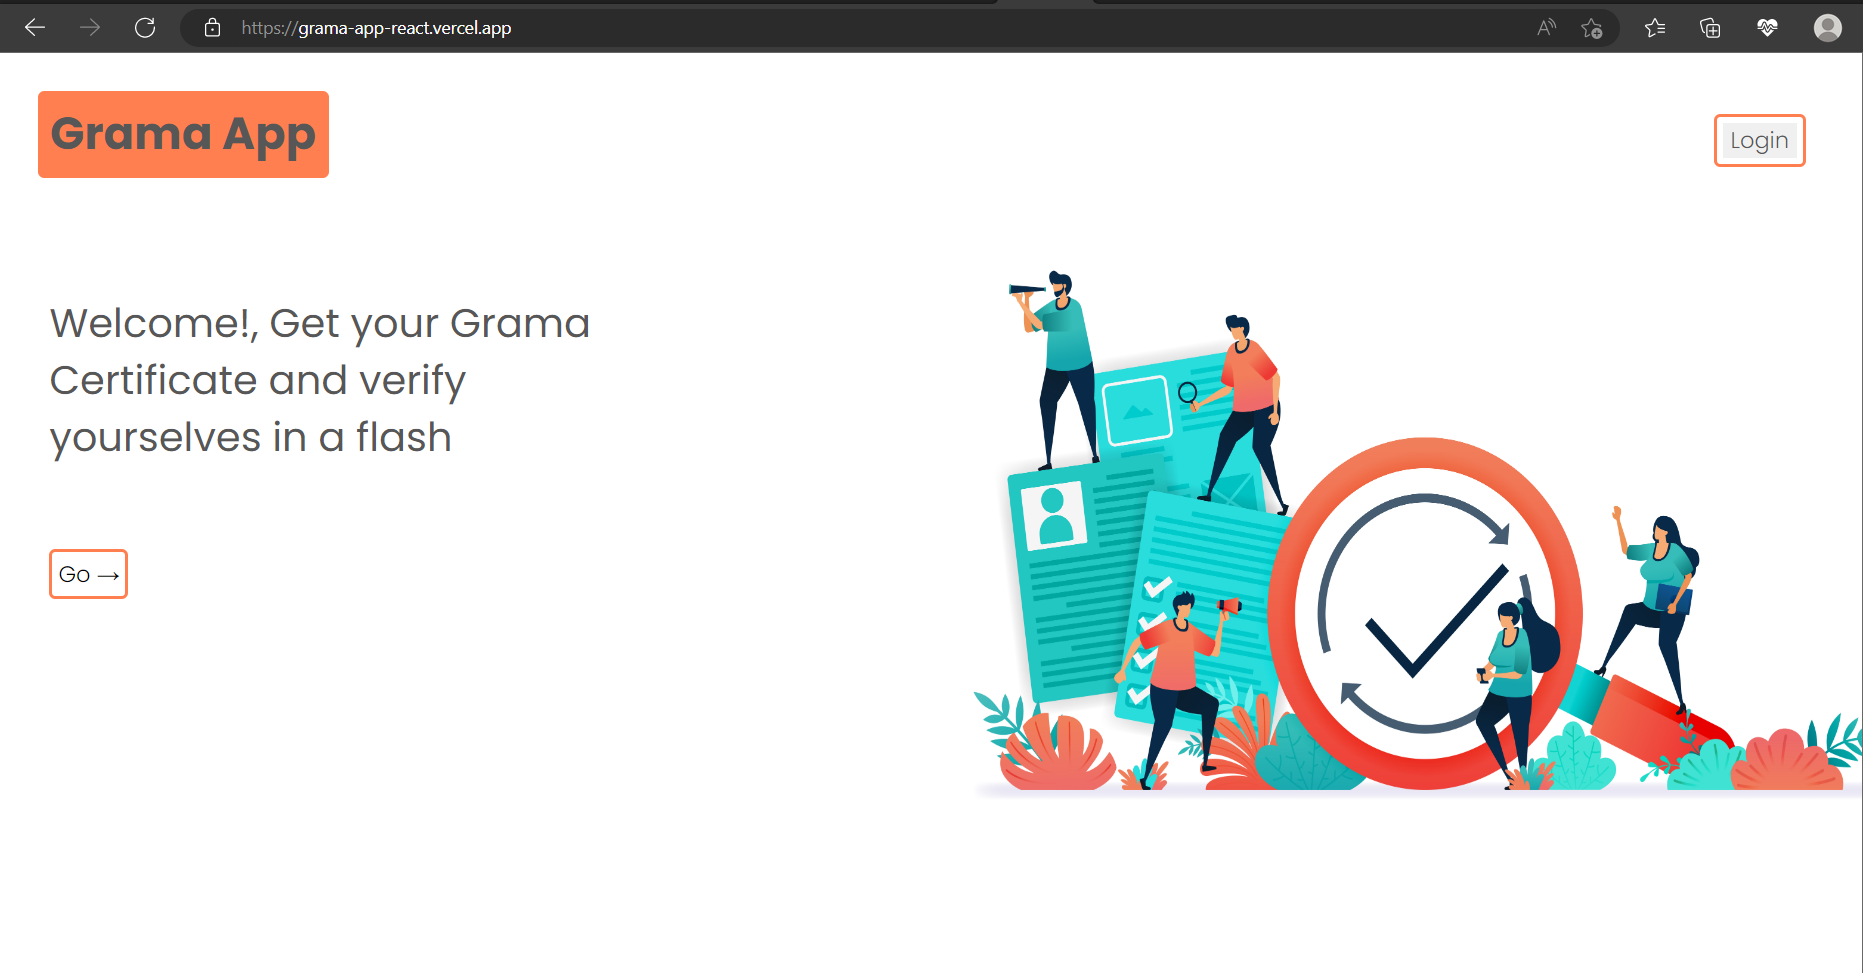 https://grama-app-react.vercel.app
Grama App
Login
Welcome!, Get your Grama
Certificate and verify
yourselves in a flash
Go →